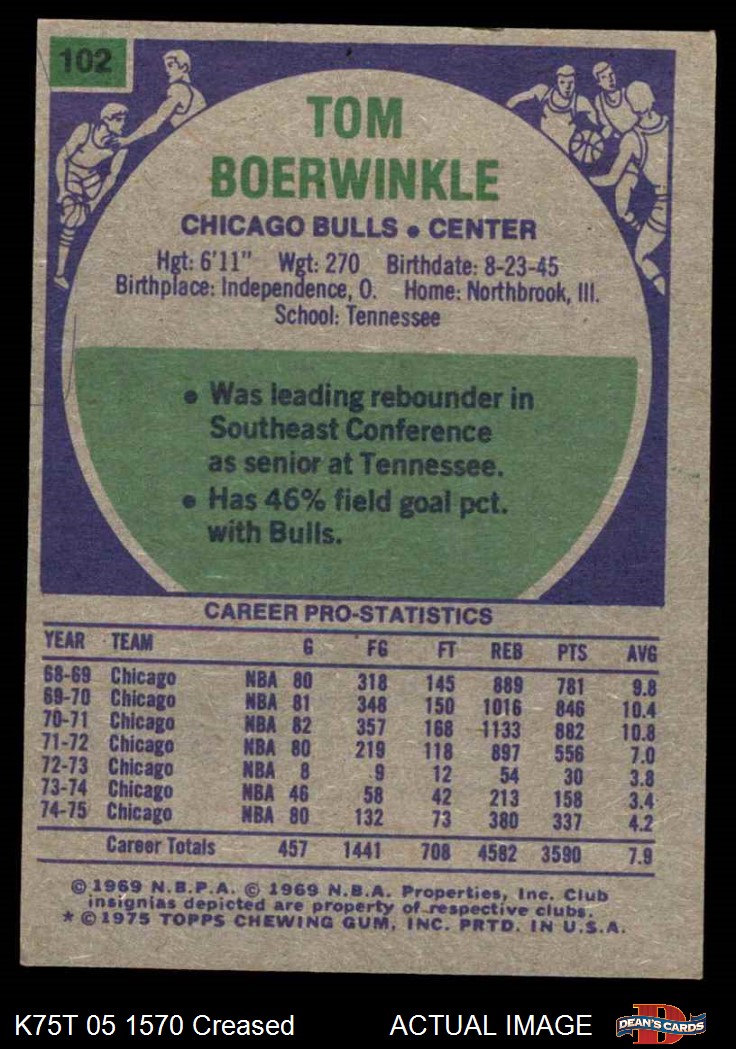 102
TOM
BOERWINKLE
CHICAGO BULLS • CENTER
Hgt: 6'11" Wgt: 270 Birthdate: 8-23-45
Birthplace: Independence, O. Home: Northbrook, Ill.
School: Tennessee
• Was leading rebounder in
Southeast Conference
as senior at Tennessee.
• Has 46% field goal pct.
with Bulls.
CAREER PRO-STATISTICS
YEAR TEAM G FG FT REB PTS AVG
68-69 Chicago NBA 80 318 145 889 781 9.8
69-70 Chicago NBA 81 348 150 1016 846 10.4
70-71 Chicago NBA 82 357 168 1133 882 10.8
71-72 Chicago NBA 80 219 118 897 556 7.0
72-73 Chicago NBA 8 9 12 54 30 3.8
73-74 Chicago NBA 46 58 42 213 158 3.4
74-75 Chicago NBA 80 132 73 380 337 4.2
Career Totals 457 1441 708 4582 3590 7.9
© 1969 N.B.P.A. © 1969 N.B.A. Properties, Inc. Club
insignias depicted are property of respective clubs.
* © 1975 TOPPS CHEWING GUM, INC. PRTD. IN U.S.A.
K75T 05 1570 Creased ACTUAL IMAGE DEAN'S CARDS